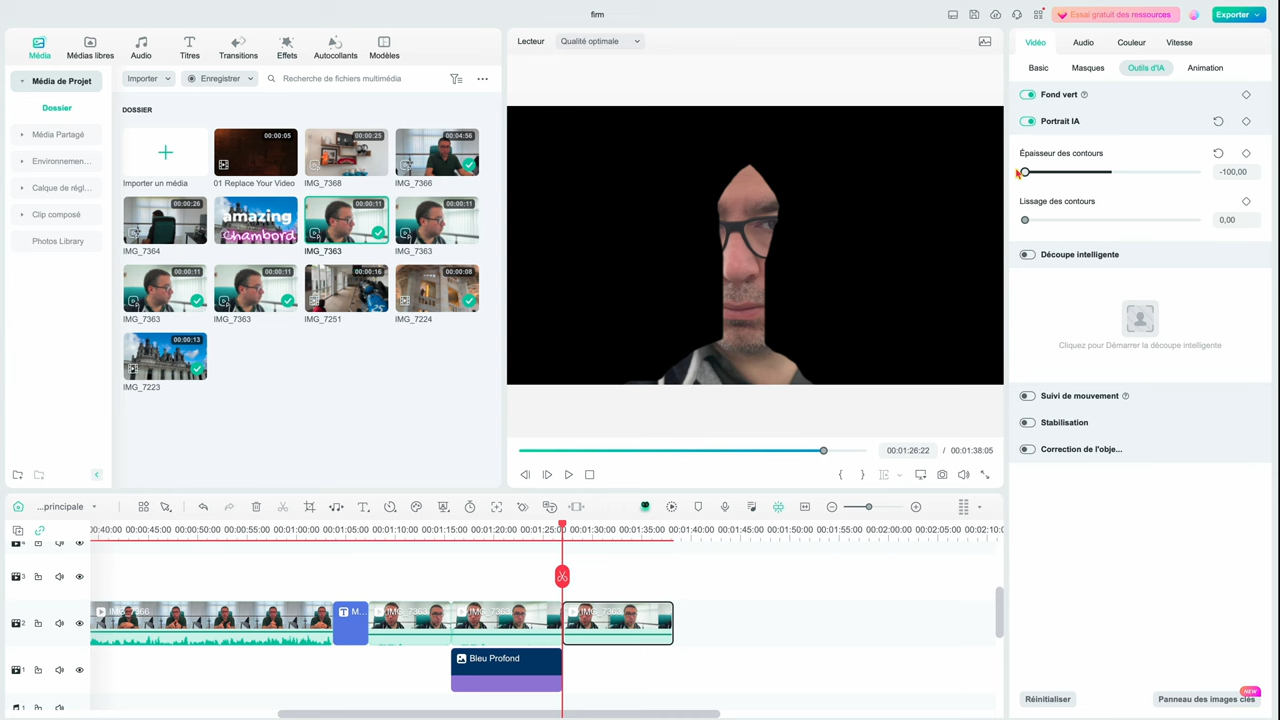 firm
Essai gratuit des ressources
Exporter
Média
Médias libres
Audio
Titres
Transitions
Effets
Autocollants
Modèles
Lecteur
Qualité optimale
Vidéo
Audio
Couleur
Vitesse
Média de Projet
Importer
Enregistrer
Recherche de fichiers multimédia
Basic
Masques
Outils d'IA
Animation
Dossier
DOSSIER
Fond vert
Média Partagé
Portrait IA
Environnemen...
Calque de régl...
Clip composé
Photos Library
Importer un média
00:00:05
01 Replace Your Video
00:00:25
IMG_7368
00:04:56
IMG_7366
Épaisseur des contours
-100,00
Lissage des contours
0,00
00:00:26
IMG_7364
amazing
Chambord
00:00:11
IMG_7363
00:00:11
IMG_7363
Découpe intelligente
00:00:11
IMG_7363
00:00:11
IMG_7363
00:00:16
IMG_7251
00:00:08
IMG_7224
Cliquez pour Démarrer la découpe intelligente
00:00:13
IMG_7223
Suivi de mouvement
Stabilisation
Correction de l'obje...
00:01:26:22 / 00:01:38:05
...principale
00:40:00 00:00:45:00 00:00:50:00 00:00:55:00 00:01:00:00 00:01:05:00 00:01:10:00 00:01:15:00 00:01:20:00 00:01:25:00 00:01:30:00 00:01:35:00 00:01:40:00 00:01:45:00 00:01:50:00 00:01:55:00 00:02:00:00 00:02:05:00 00:02:10:0
3
IMG_7366
M...
IMG_7363
IMG_7363
IMG_7363
2
Bleu Profond
1
Réinitialiser
Panneau des images clés
NEW